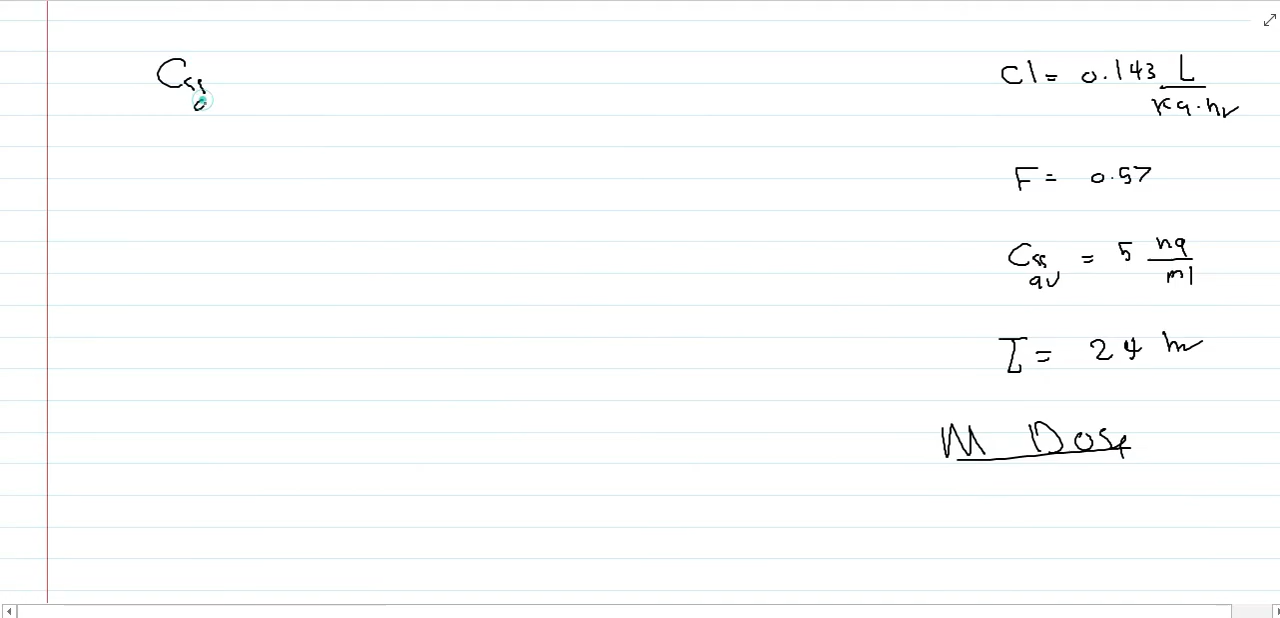 Css
Cl = 0.143 L
kg.hr
F = 0.57
Css = 5 ng
av ml
τ = 24 hr
M Dose